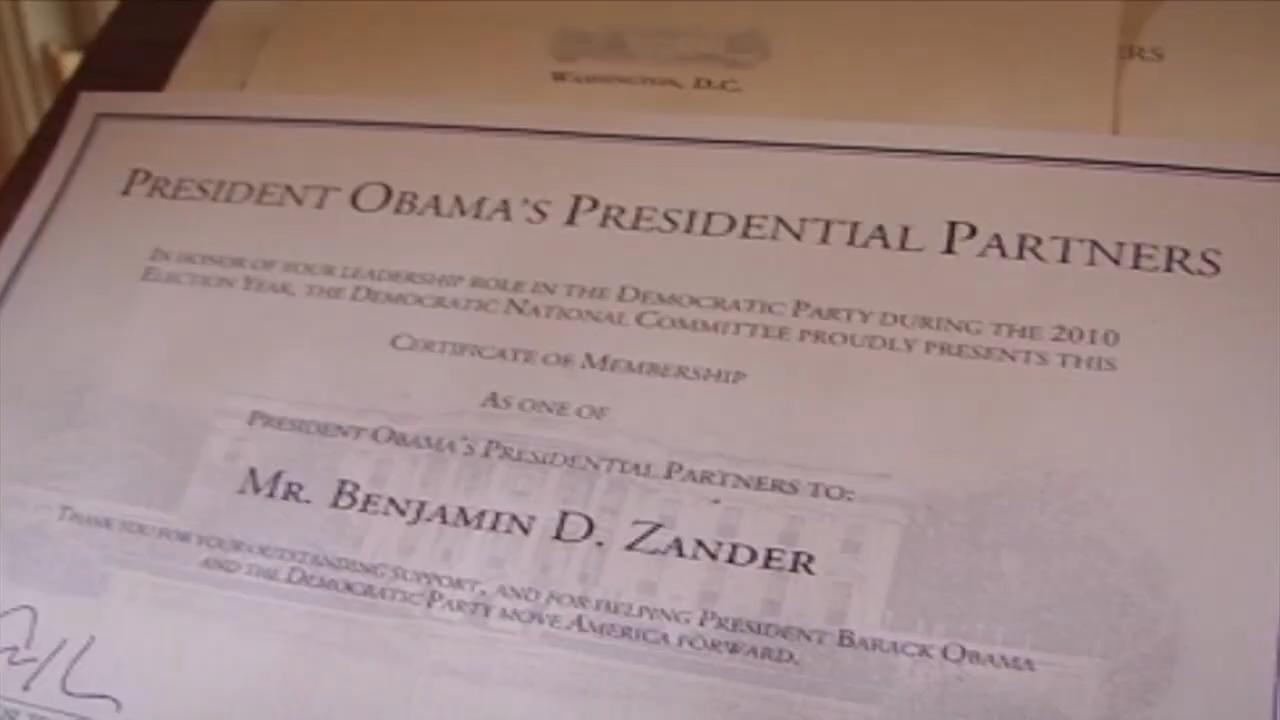 WASHINGTON, D.C.
ERS
PRESIDENT OBAMA'S PRESIDENTIAL PARTNERS
IN HONOR OF YOUR LEADERSHIP ROLE IN THE DEMOCRATIC PARTY DURING THE 2010
ELECTION YEAR, THE DEMOCRATIC NATIONAL COMMITTEE PROUDLY PRESENTS THIS
CERTIFICATE OF MEMBERSHIP
AS ONE OF
PRESIDENT OBAMA'S PRESIDENTIAL PARTNERS TO:
MR. BENJAMIN D. ZANDER
THANK YOU FOR YOUR OUTSTANDING SUPPORT, AND FOR HELPING PRESIDENT BARACK OBAMA
AND THE DEMOCRATIC PARTY MOVE AMERICA FORWARD.